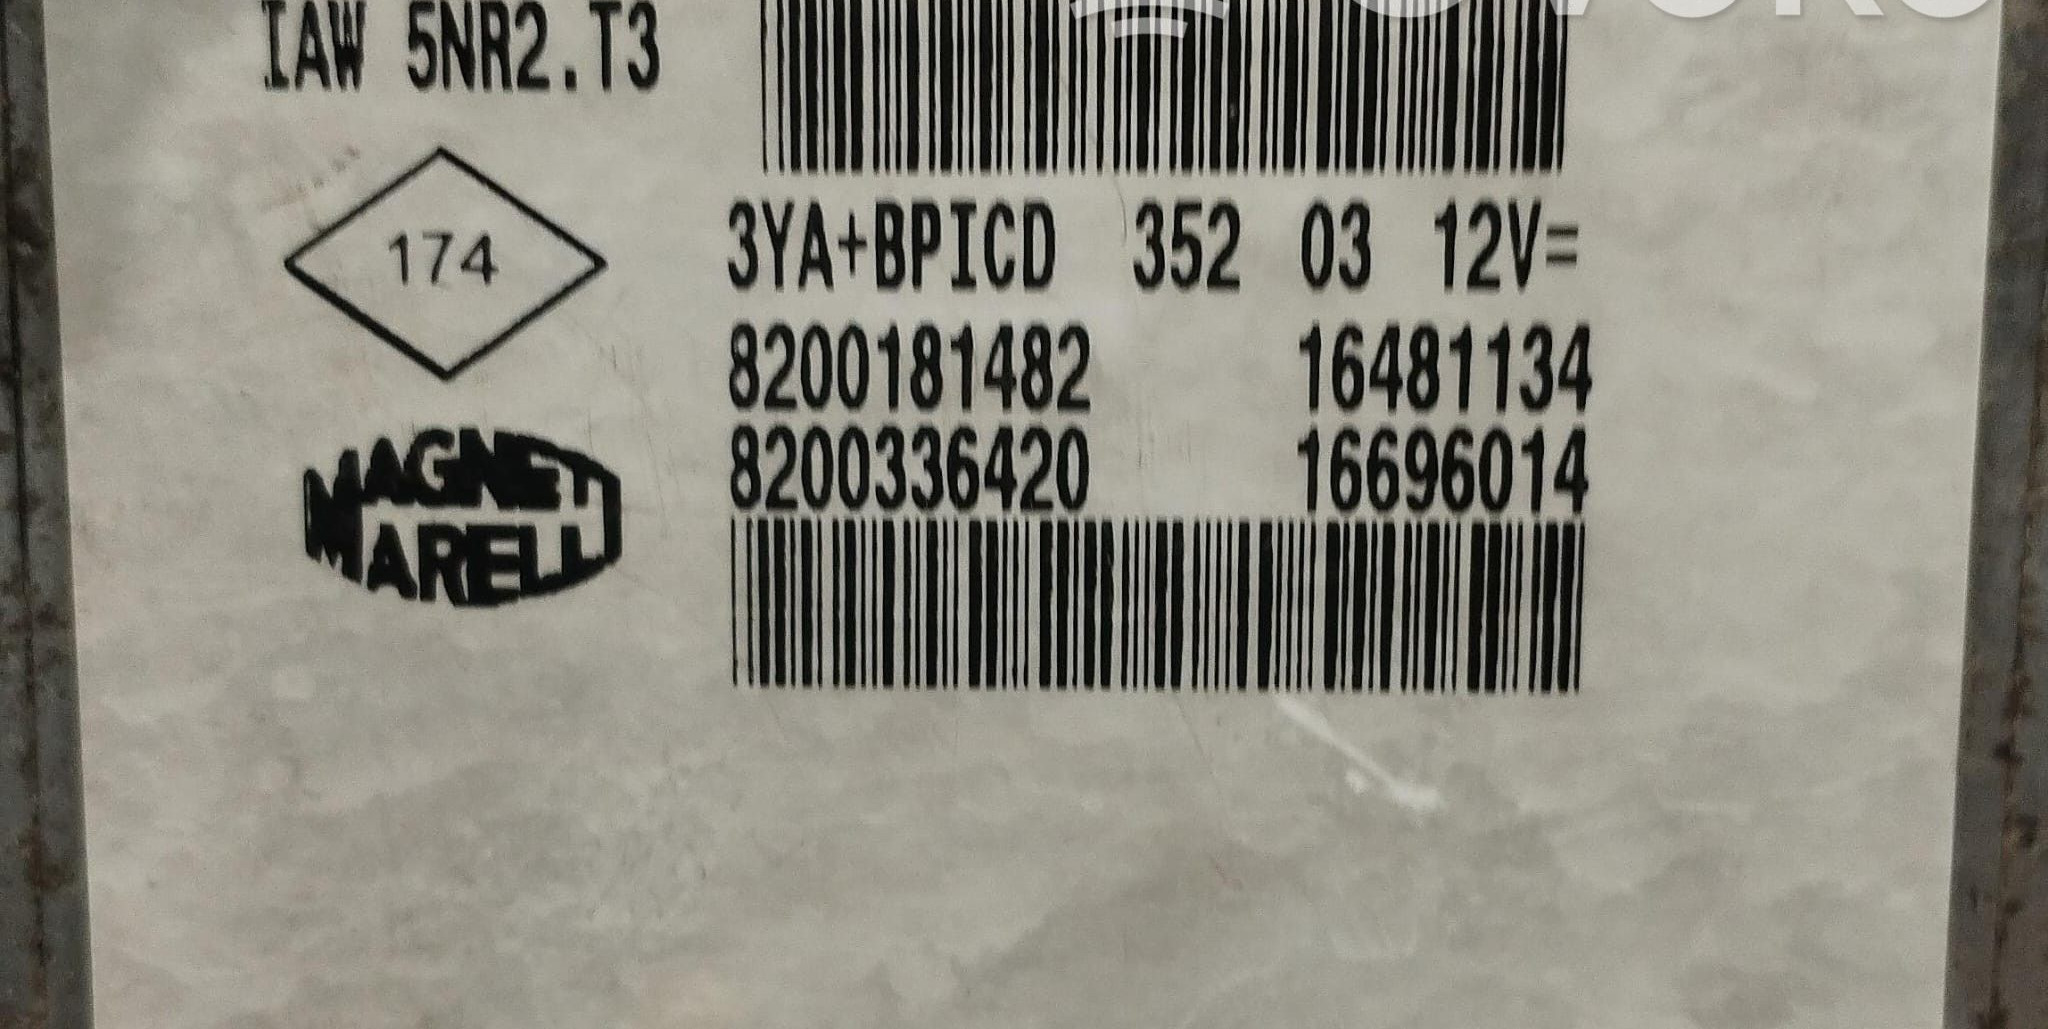 IAW 5NR2.T3
174
3YA+BPICD 352 03 12V=
8200181482 16481134
8200336420 16696014
MAGNETI
MARELLI